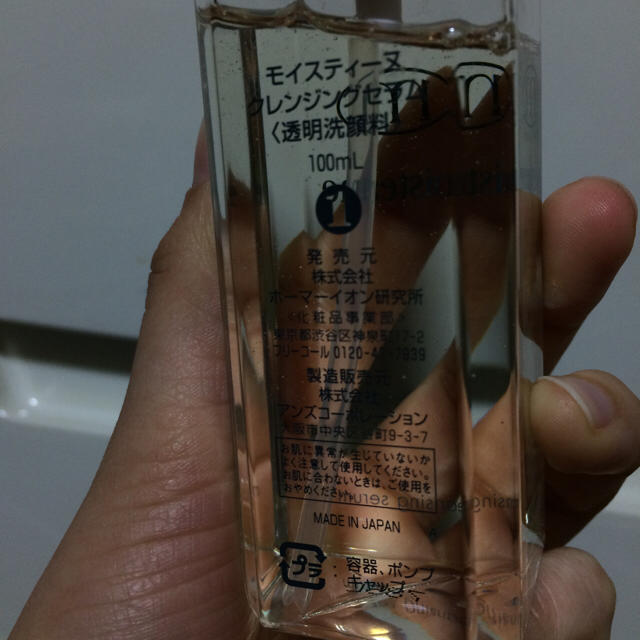 モイスティーヌ
クレンジングセラム
〈透明洗顔料〉
100mL
発売元
株式会社
ホーマーイオン研究所
<化粧品事業部>
東京都渋谷区神泉町17-2
フリーコール 0120-
製造販売元
株式会社
アンズコーポレーション
大阪市中央区 町9-3-7
お肌に異常が生じていないか
よく注意して使用してください。
お肌に合わないときは、ご使用を
おやめください。
MADE IN JAPAN
プラ : 容器、ポンプ
キャップ